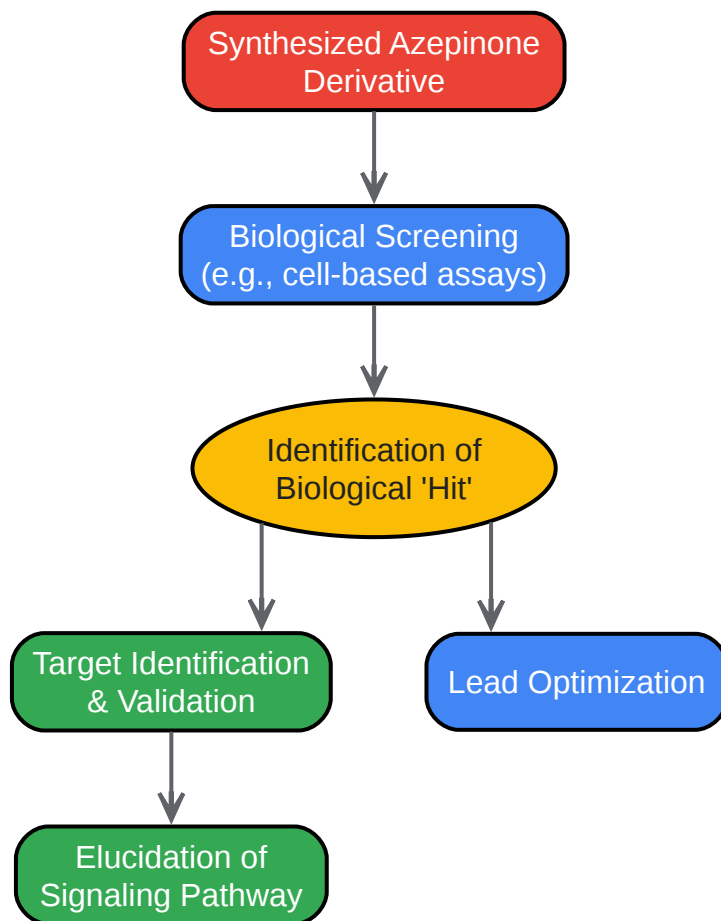 Synthesized Azepinone
Derivative
Biological Screening
(e.g., cell-based assays)
Identification of
Biological 'Hit'
Target Identification
& Validation
Lead Optimization
Elucidation of
Signaling Pathway